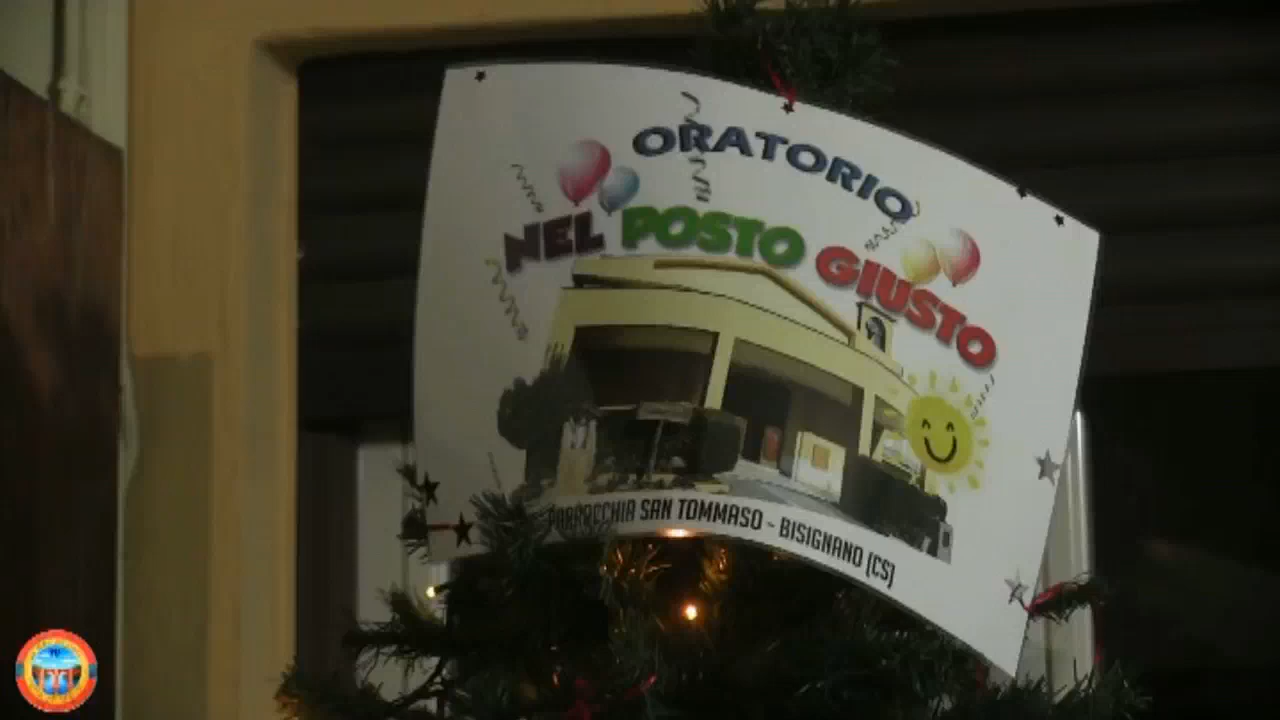 ORATORIO
NEL POSTO GIUSTO
PARROCCHIA SAN TOMMASO - BISIGNANO (CS)